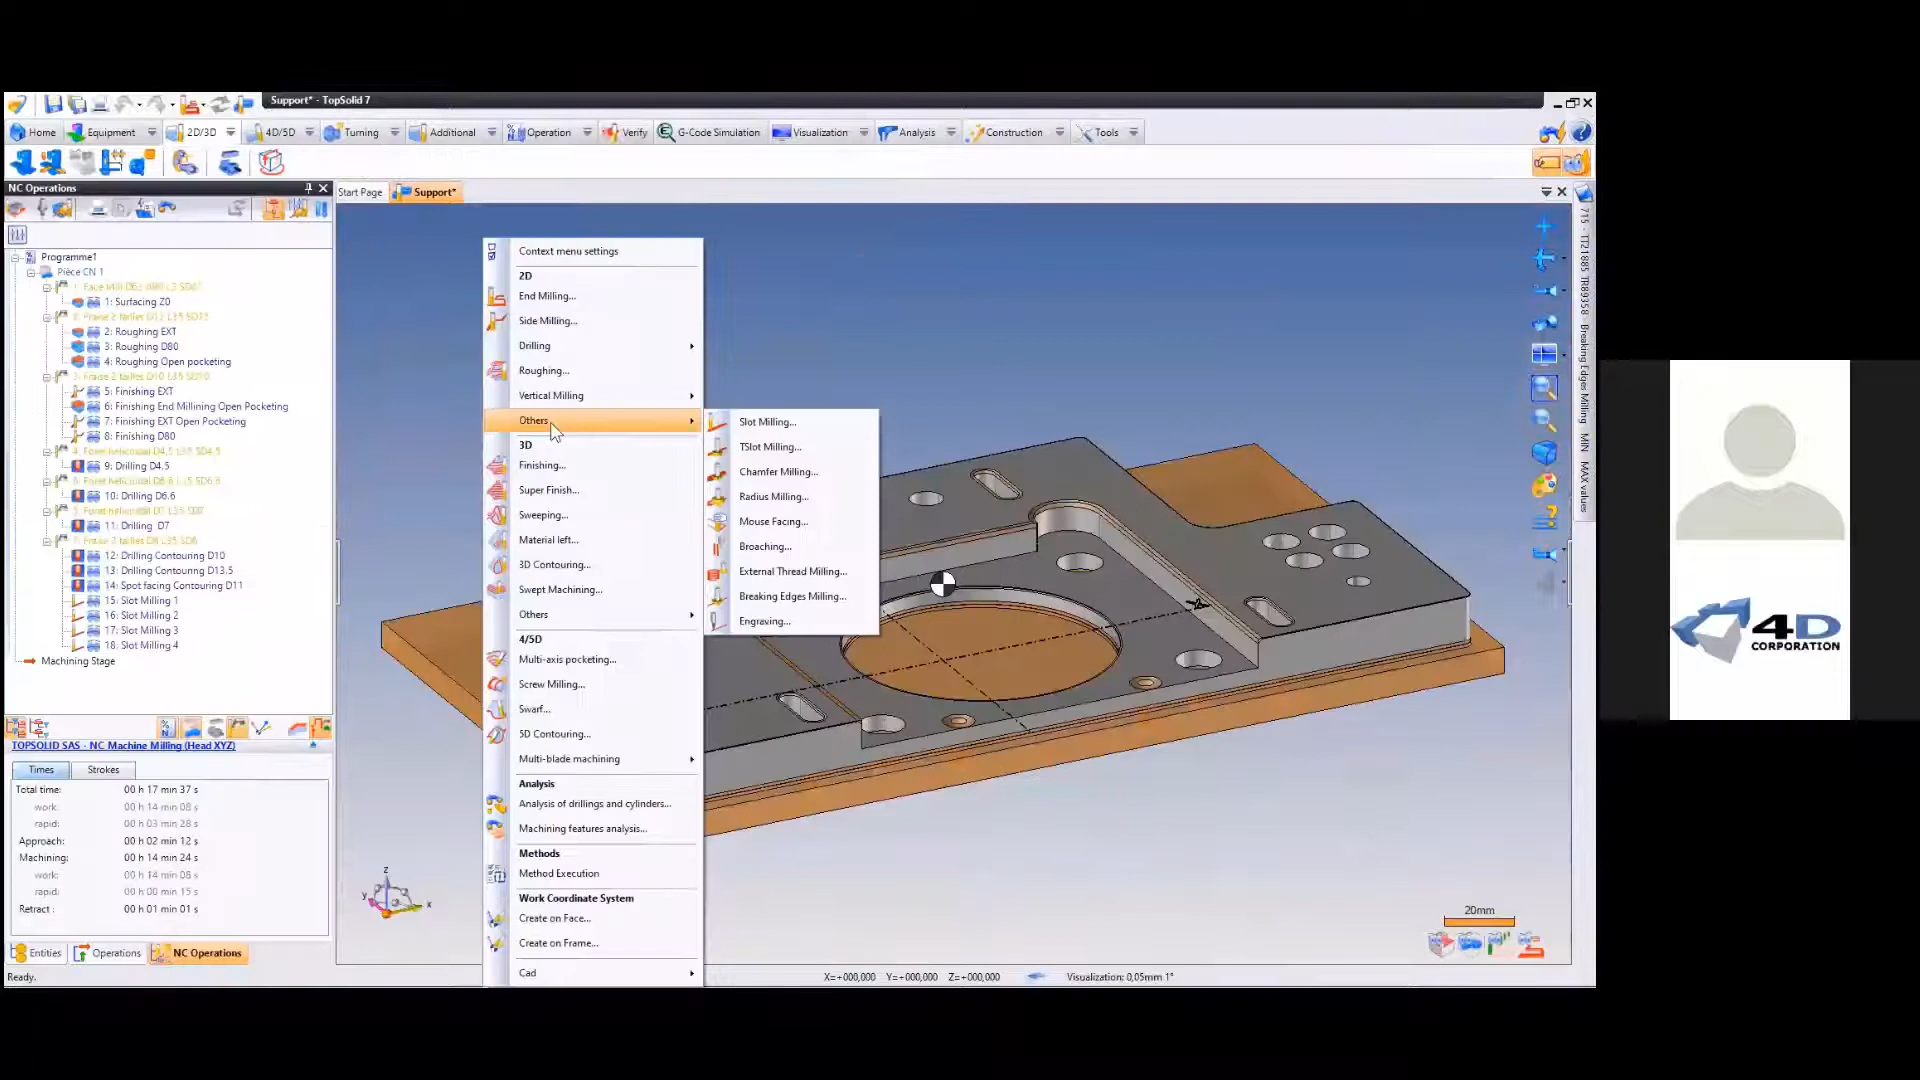 Support* - TopSolid 7
Home
Equipment
2D/3D
4D/5D
Turning
Additional
Operation
Verify
G-Code Simulation
Visualization
Analysis
Construction
Tools
NC Operations
Start Page
Support*
Programme1
Pièce CN 1
1: Surfacing Z0
2: Roughing EXT
3: Roughing D80
4: Roughing Open pocketing
5: Finishing EXT
6: Finishing End Millining Open Pocketing
7: Finishing EXT Open Pocketing
8: Finishing D80
9: Drilling D4.5
10: Drilling D6.6
11: Drilling D7
12: Drilling Contouring D10
13: Drilling Contouring D13.5
14: Spot facing Contouring D11
15: Slot Milling 1
16: Slot Milling 2
17: Slot Milling 3
18: Slot Milling 4
Machining Stage
TOPSOLID SAS - NC Machine Milling (Head XYZ)
Times
Strokes
Total time: 00 h 17 min 37 s
work: 00 h 14 min 08 s
rapid: 00 h 03 min 28 s
Approach: 00 h 02 min 12 s
Machining: 00 h 14 min 24 s
work: 00 h 14 min 08 s
rapid: 00 h 00 min 15 s
Retract : 00 h 01 min 01 s
Entities
Operations
NC Operations
Ready.
Context menu settings
2D
End Milling...
Side Milling...
Drilling
Roughing...
Vertical Milling
Others
3D
Finishing...
Super Finish...
Sweeping...
Material left...
3D Contouring...
Swept Machining...
Others
4/5D
Multi-axis pocketing...
Screw Milling...
Swarf...
5D Contouring...
Multi-blade machining
Analysis
Analysis of drillings and cylinders...
Machining features analysis...
Methods
Method Execution
Work Coordinate System
Create on Face...
Create on Frame...
Cad
Slot Milling...
TSlot Milling...
Chamfer Milling...
Radius Milling...
Mouse Facing...
Broaching...
External Thread Milling...
Breaking Edges Milling...
Engraving...
z
y
x
20mm
X=+000,000 Y=+000,000 Z=+000,000
Visualization: 0,05mm 1°
Breaking Edges Milling MIN MAX values
4D
CORPORATION